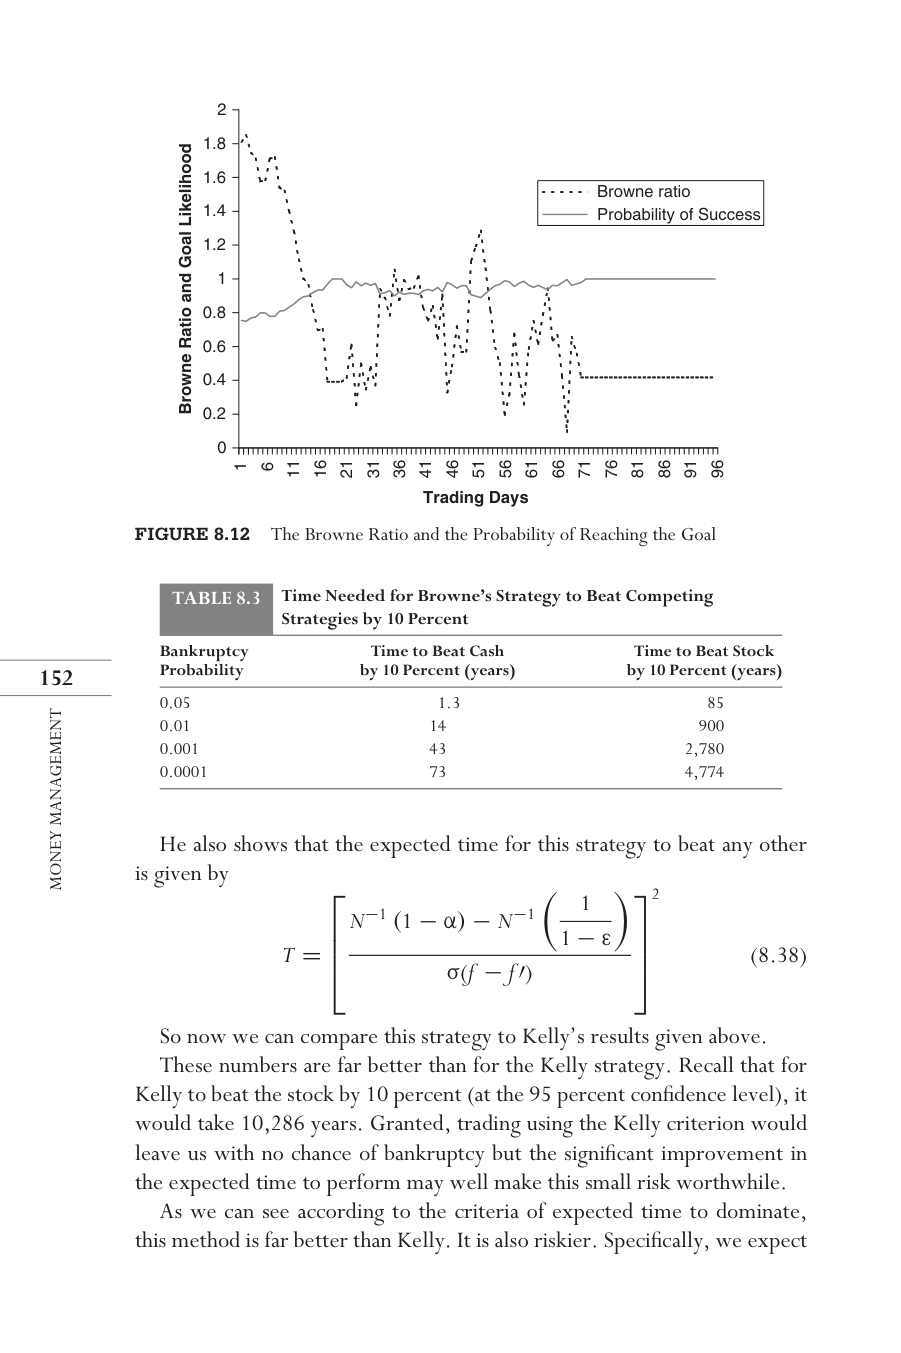 2
1.8
1.6
1.4
1.2
1
0.8
0.6
0.4
0.2
0
Browne Ratio and Goal Likelihood
Browne ratio
Probability of Success
1 6 11 16 21 31 36 41 46 51 56 61 66 71 76 81 86 91 96
Trading Days
FIGURE 8.12 The Browne Ratio and the Probability of Reaching the Goal
TABLE 8.3 Time Needed for Browne’s Strategy to Beat Competing
Strategies by 10 Percent
Bankruptcy Time to Beat Cash Time to Beat Stock
Probability by 10 Percent (years) by 10 Percent (years)
0.05 1.3 85
0.01 14 900
0.001 43 2,780
0.0001 73 4,774
152
MONEY MANAGEMENT
He also shows that the expected time for this strategy to beat any other
is given by
T = [ (N⁻¹ (1 − α) − N⁻¹ (1 / (1 − ε))) / (σ(f − f′)) ]² (8.38)
So now we can compare this strategy to Kelly’s results given above.
These numbers are far better than for the Kelly strategy. Recall that for
Kelly to beat the stock by 10 percent (at the 95 percent confidence level), it
would take 10,286 years. Granted, trading using the Kelly criterion would
leave us with no chance of bankruptcy but the significant improvement in
the expected time to perform may well make this small risk worthwhile.
As we can see according to the criteria of expected time to dominate,
this method is far better than Kelly. It is also riskier. Specifically, we expect